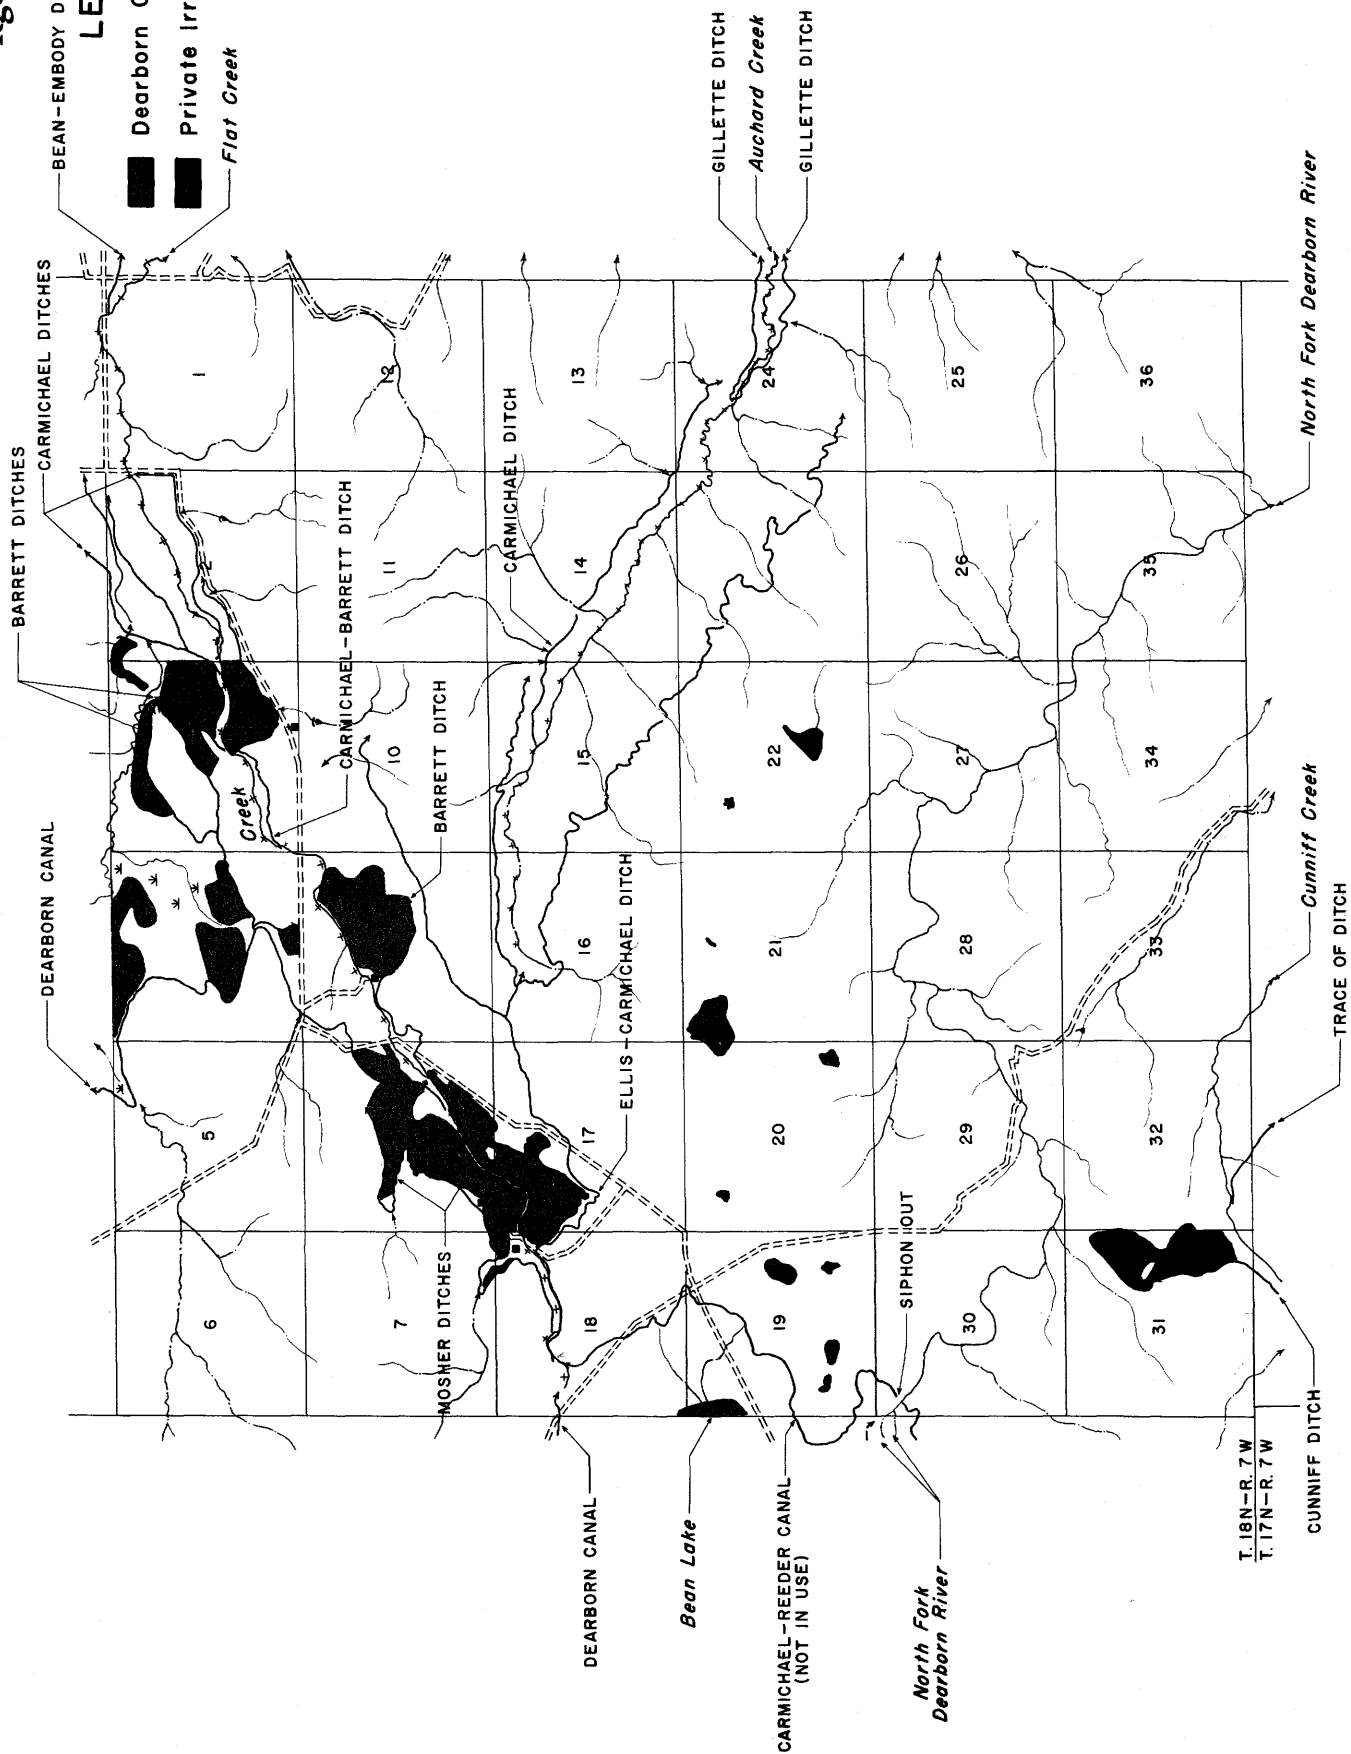 LE
Dearborn C
Private Irr
BEAN-EMBODY D
Flat Creek
CARMICHAEL DITCHES
BARRETT DITCHES
DEARBORN CANAL
Creek
CARMICHAEL-BARRETT DITCH
BARRETT DITCH
CARMICHAEL DITCH
ELLIS-CARMICHAEL DITCH
MOSHER DITCHES
GILLETTE DITCH
Auchard Creek
GILLETTE DITCH
6
5
2
1
7
10
11
12
18
17
16
15
14
13
19
20
21
22
24
30
29
28
27
26
25
31
32
33
34
35
36
DEARBORN CANAL
Bean Lake
CARMICHAEL-REEDER CANAL
(NOT IN USE)
SIPHON OUT
North Fork
Dearborn River
North Fork Dearborn River
Cunniff Creek
TRACE OF DITCH
CUNNIFF DITCH
T. 18N-R. 7W
T. 17N-R. 7W